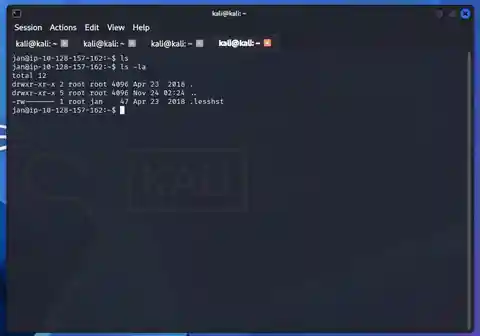 kali@kali: ~
Session Actions Edit View Help
kali@kali: ~ kali@kali: ~ kali@kali: ~ kali@kali: ~
jan@ip-10-128-157-162:~$ ls
jan@ip-10-128-157-162:~$ ls -la
total 12
drwxr-xr-x 2 root root 4096 Apr 23  2018 .
drwxr-xr-x 5 root root 4096 Nov 24 02:24 ..
-rw------- 1 root jan    47 Apr 23  2018 .lesshst
jan@ip-10-128-157-162:~$
KALI